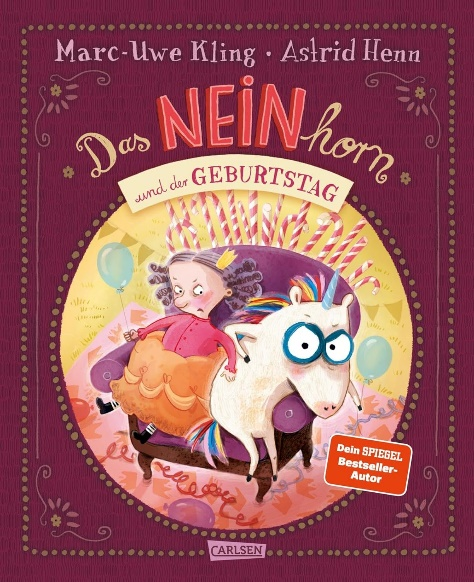 Marc-Uwe Kling • Astrid Henn
Das NEINhorn
und der GEBURTSTAG
Dein SPIEGEL
Bestseller-
Autor
CARLSEN